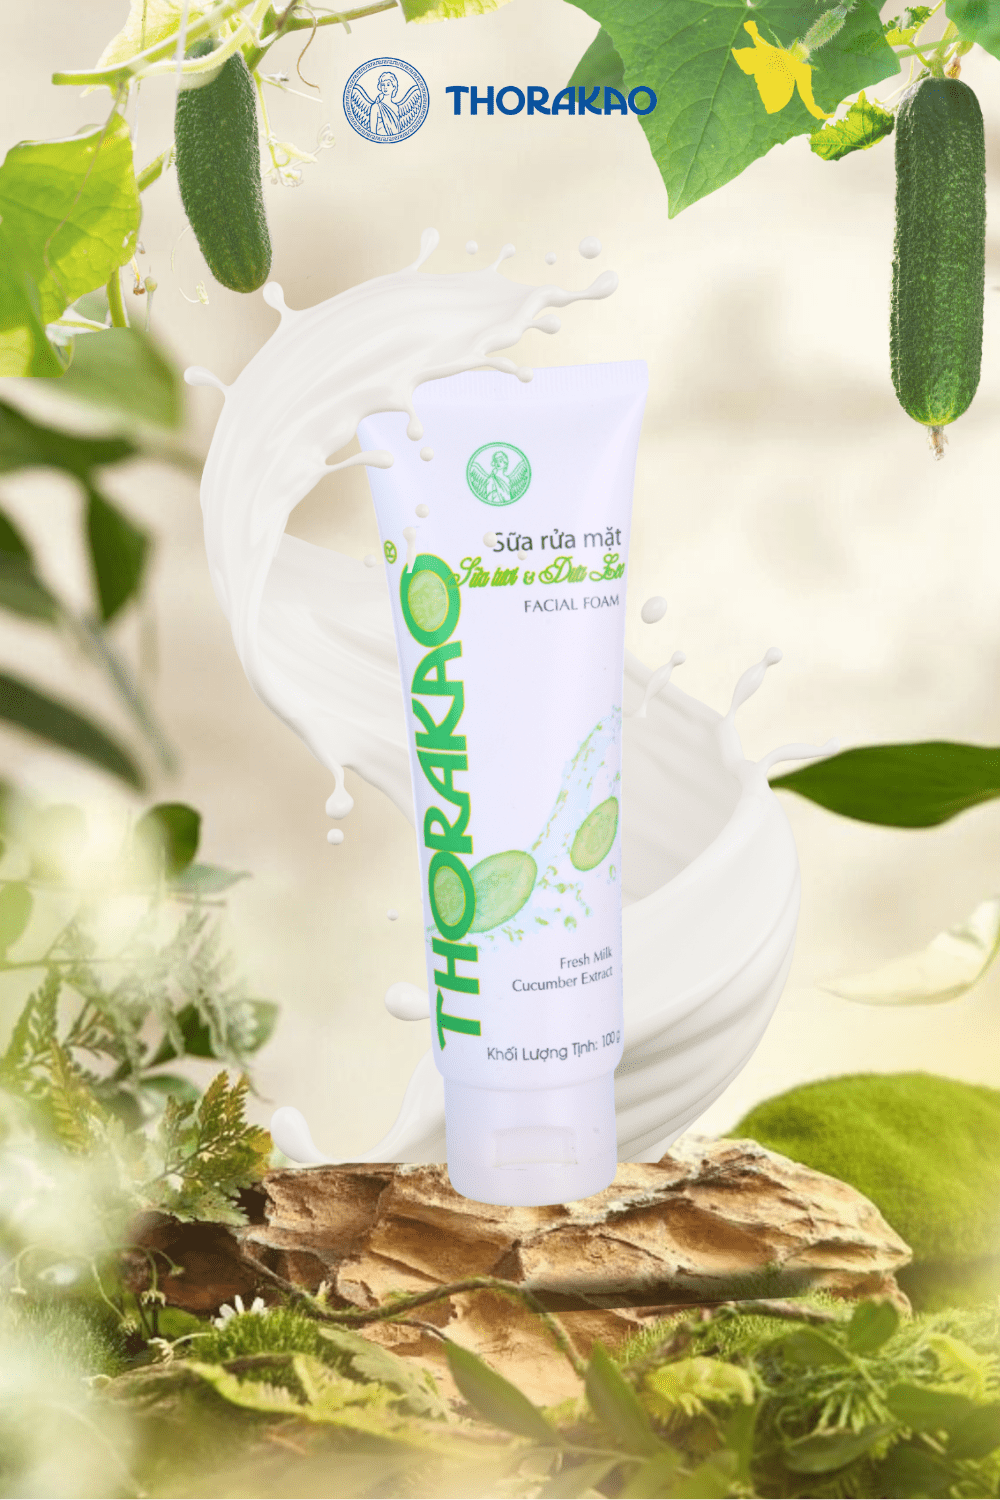 THORAKAO
Sữa rửa mặt
Sữa tươi & Dưa Leo
FACIAL FOAM
THORAKAO
Fresh Milk
Cucumber Extract
Khối Lượng Tịnh: 100 g